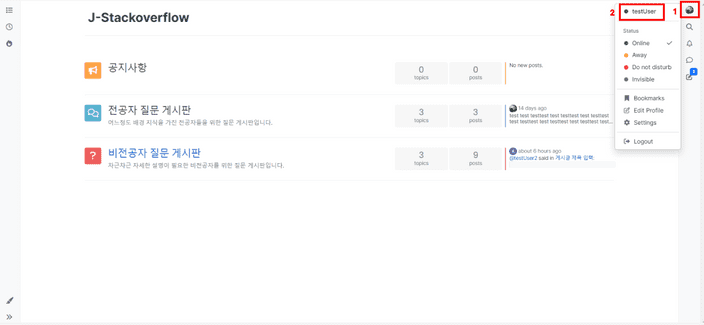 J-Stackoverflow
2
testUser
1
Status
Online
Away
Do not disturb
Invisible
Bookmarks
Edit Profile
Settings
Logout
공지사항
0
topics
0
posts
No new posts.
전공자 질문 게시판
어느정도 배경 지식을 가진 전공자들을 위한 질문 게시판입니다.
3
topics
3
posts
14 days ago
test test testtest test testtest test testtest
test testtest test testtest test testtest test...
비전공자 질문 게시판
차근차근 자세한 설명이 필요한 비전공자를 위한 질문 게시판입니다.
3
topics
9
posts
about 6 hours ago
@testUser2 said in 게시글 제목 입력: